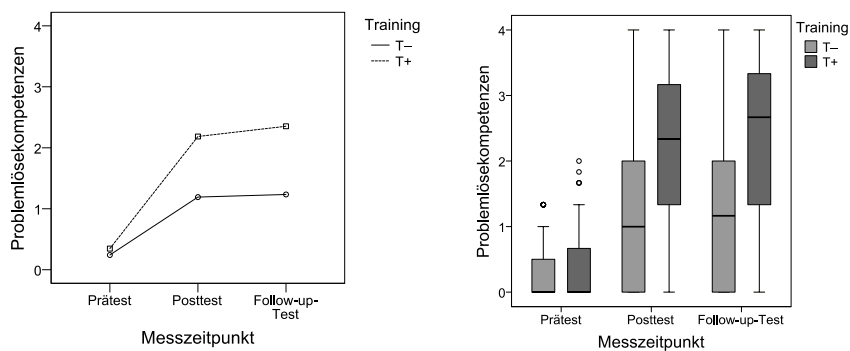 Training
T–
T+
Problemlösekompetenzen
4
3
2
1
0
Prätest
Posttest
Follow-up-
Test
Messzeitpunkt
Training
T–
T+
Problemlösekompetenzen
4
3
2
1
0
Prätest
Posttest
Follow-up-Test
Messzeitpunkt